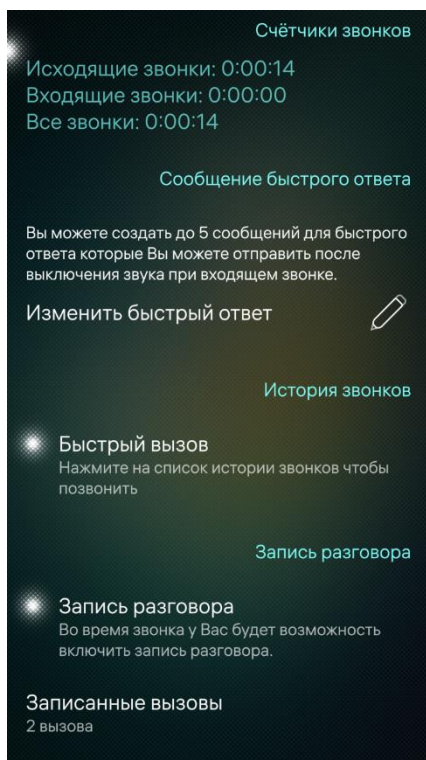 Счётчики звонков
Исходящие звонки: 0:00:14
Входящие звонки: 0:00:00
Все звонки: 0:00:14
Сообщение быстрого ответа
Вы можете создать до 5 сообщений для быстрого
ответа которые Вы можете отправить после
выключения звука при входящем звонке.
Изменить быстрый ответ
История звонков
Быстрый вызов
Нажмите на список истории звонков чтобы
позвонить
Запись разговора
Запись разговора
Во время звонка у Вас будет возможность
включить запись разговора.
Записанные вызовы
2 вызова